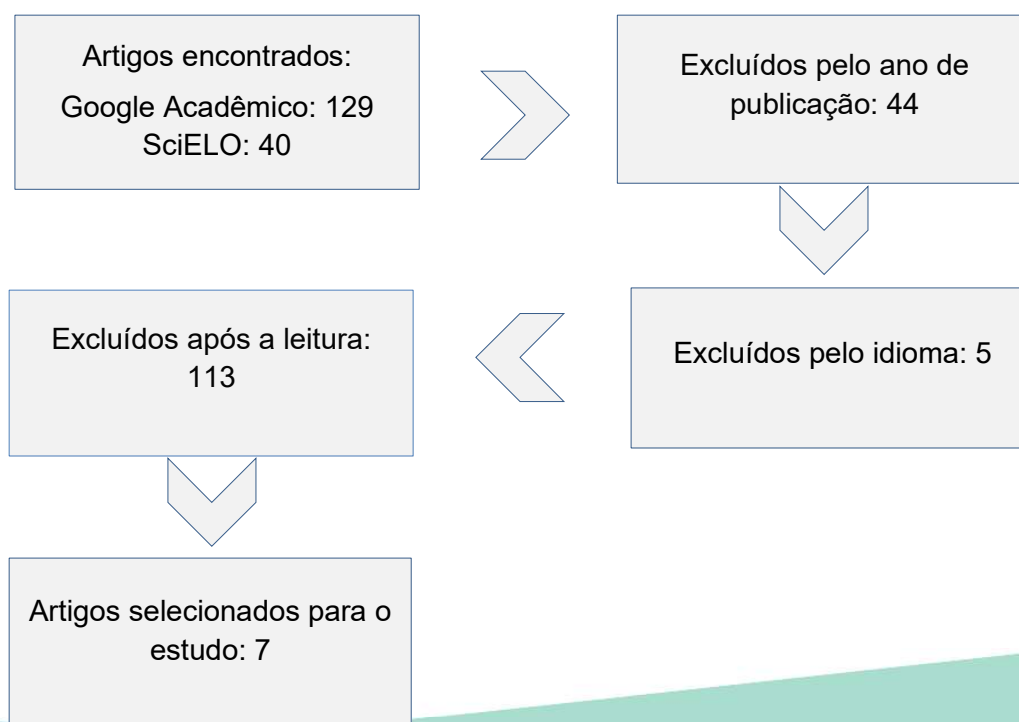 Artigos encontrados:
Google Acadêmico: 129
SciELO: 40
Excluídos pelo ano de
publicação: 44
Excluídos pelo idioma: 5
Excluídos após a leitura:
113
Artigos selecionados para o
estudo: 7